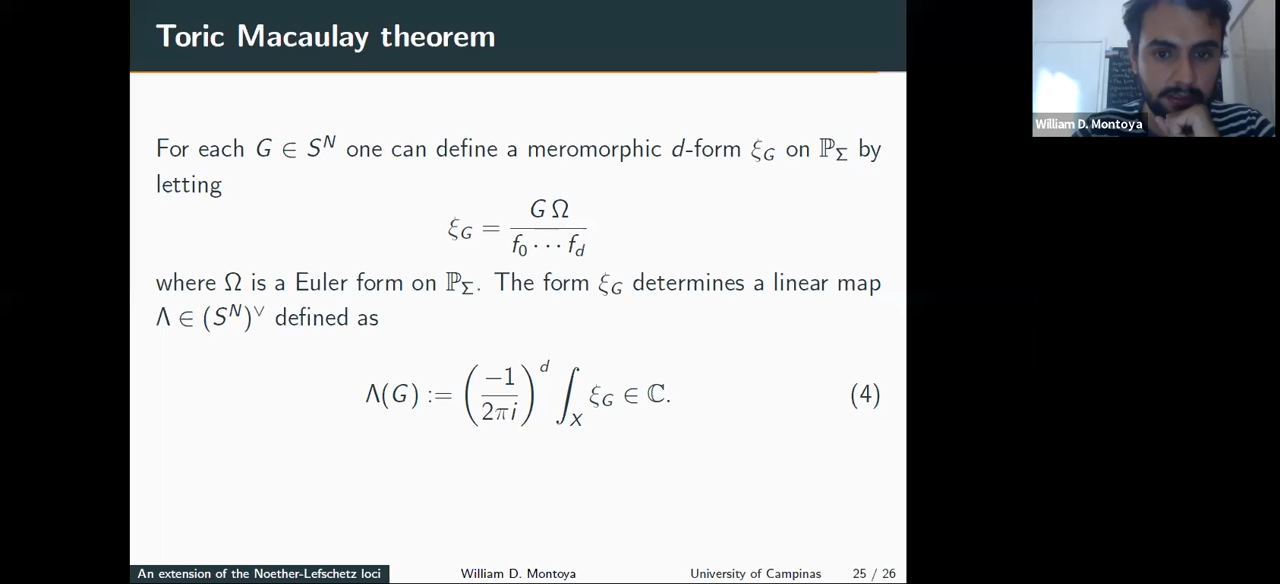 Toric Macaulay theorem
William D. Montoya
For each G ∈ S^N one can define a meromorphic d-form ξ_G on ℙ_Σ by
letting
ξ_G = G Ω / f_0 ⋯ f_d
where Ω is a Euler form on ℙ_Σ. The form ξ_G determines a linear map
Λ ∈ (S^N)^∨ defined as
Λ(G) := (−1 / 2πi)^d ∫_X ξ_G ∈ ℂ. (4)
An extension of the Noether-Lefschetz loci William D. Montoya University of Campinas 25 / 26